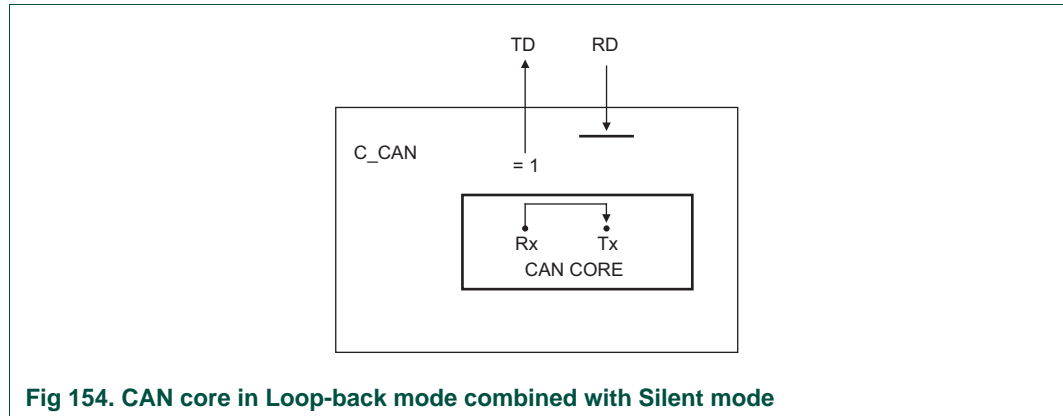 TD RD
C_CAN
= 1
Rx Tx
CAN CORE
Fig 154. CAN core in Loop-back mode combined with Silent mode